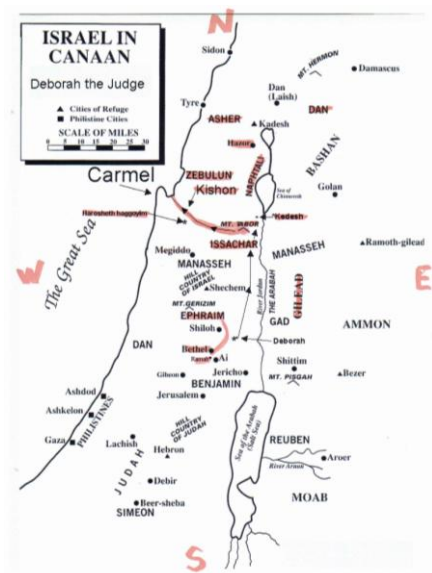 N
ISRAEL IN
CANAAN
Deborah the Judge
▲ Cities of Refuge
■ Philistine Cities
SCALE OF MILES
0 5 10 15 20 25 30
Sidon
MT. HERMON
Damascus
Tyre
Dan
(Laish)
ASHER
DAN
Kadesh
Hazor
BASHAN
Carmel
ZEBULUN
NAPHTALI
Kishon
Sea of
Chinnereth
Golan
Harosheth haggoyim
MT. TABOR
Kedesh
The Great Sea
ISSACHAR
Megiddo
MANASSEH
MANASSEH
Ramoth-gilead
W
HILL
COUNTRY
OF ISRAEL
Shechem
River Jordan
THE ARABAH
GILEAD
E
MT. GERIZIM
EPHRAIM
Shiloh
GAD
AMMON
DAN
Bethel
Deborah
Ramah
Ai
Gibeon
Jericho
Shittim
BENJAMIN
MT. PISGAH
Bezer
Ashdod
Jerusalem
Ashkelon
PHILISTINES
Gaza
HILL
COUNTRY
OF JUDAH
Sea of the Arabah
(Salt Sea)
REUBEN
Lachish
Hebron
Aroer
JUDAH
River Arnon
Debir
MOAB
Beer-sheba
SIMEON
S